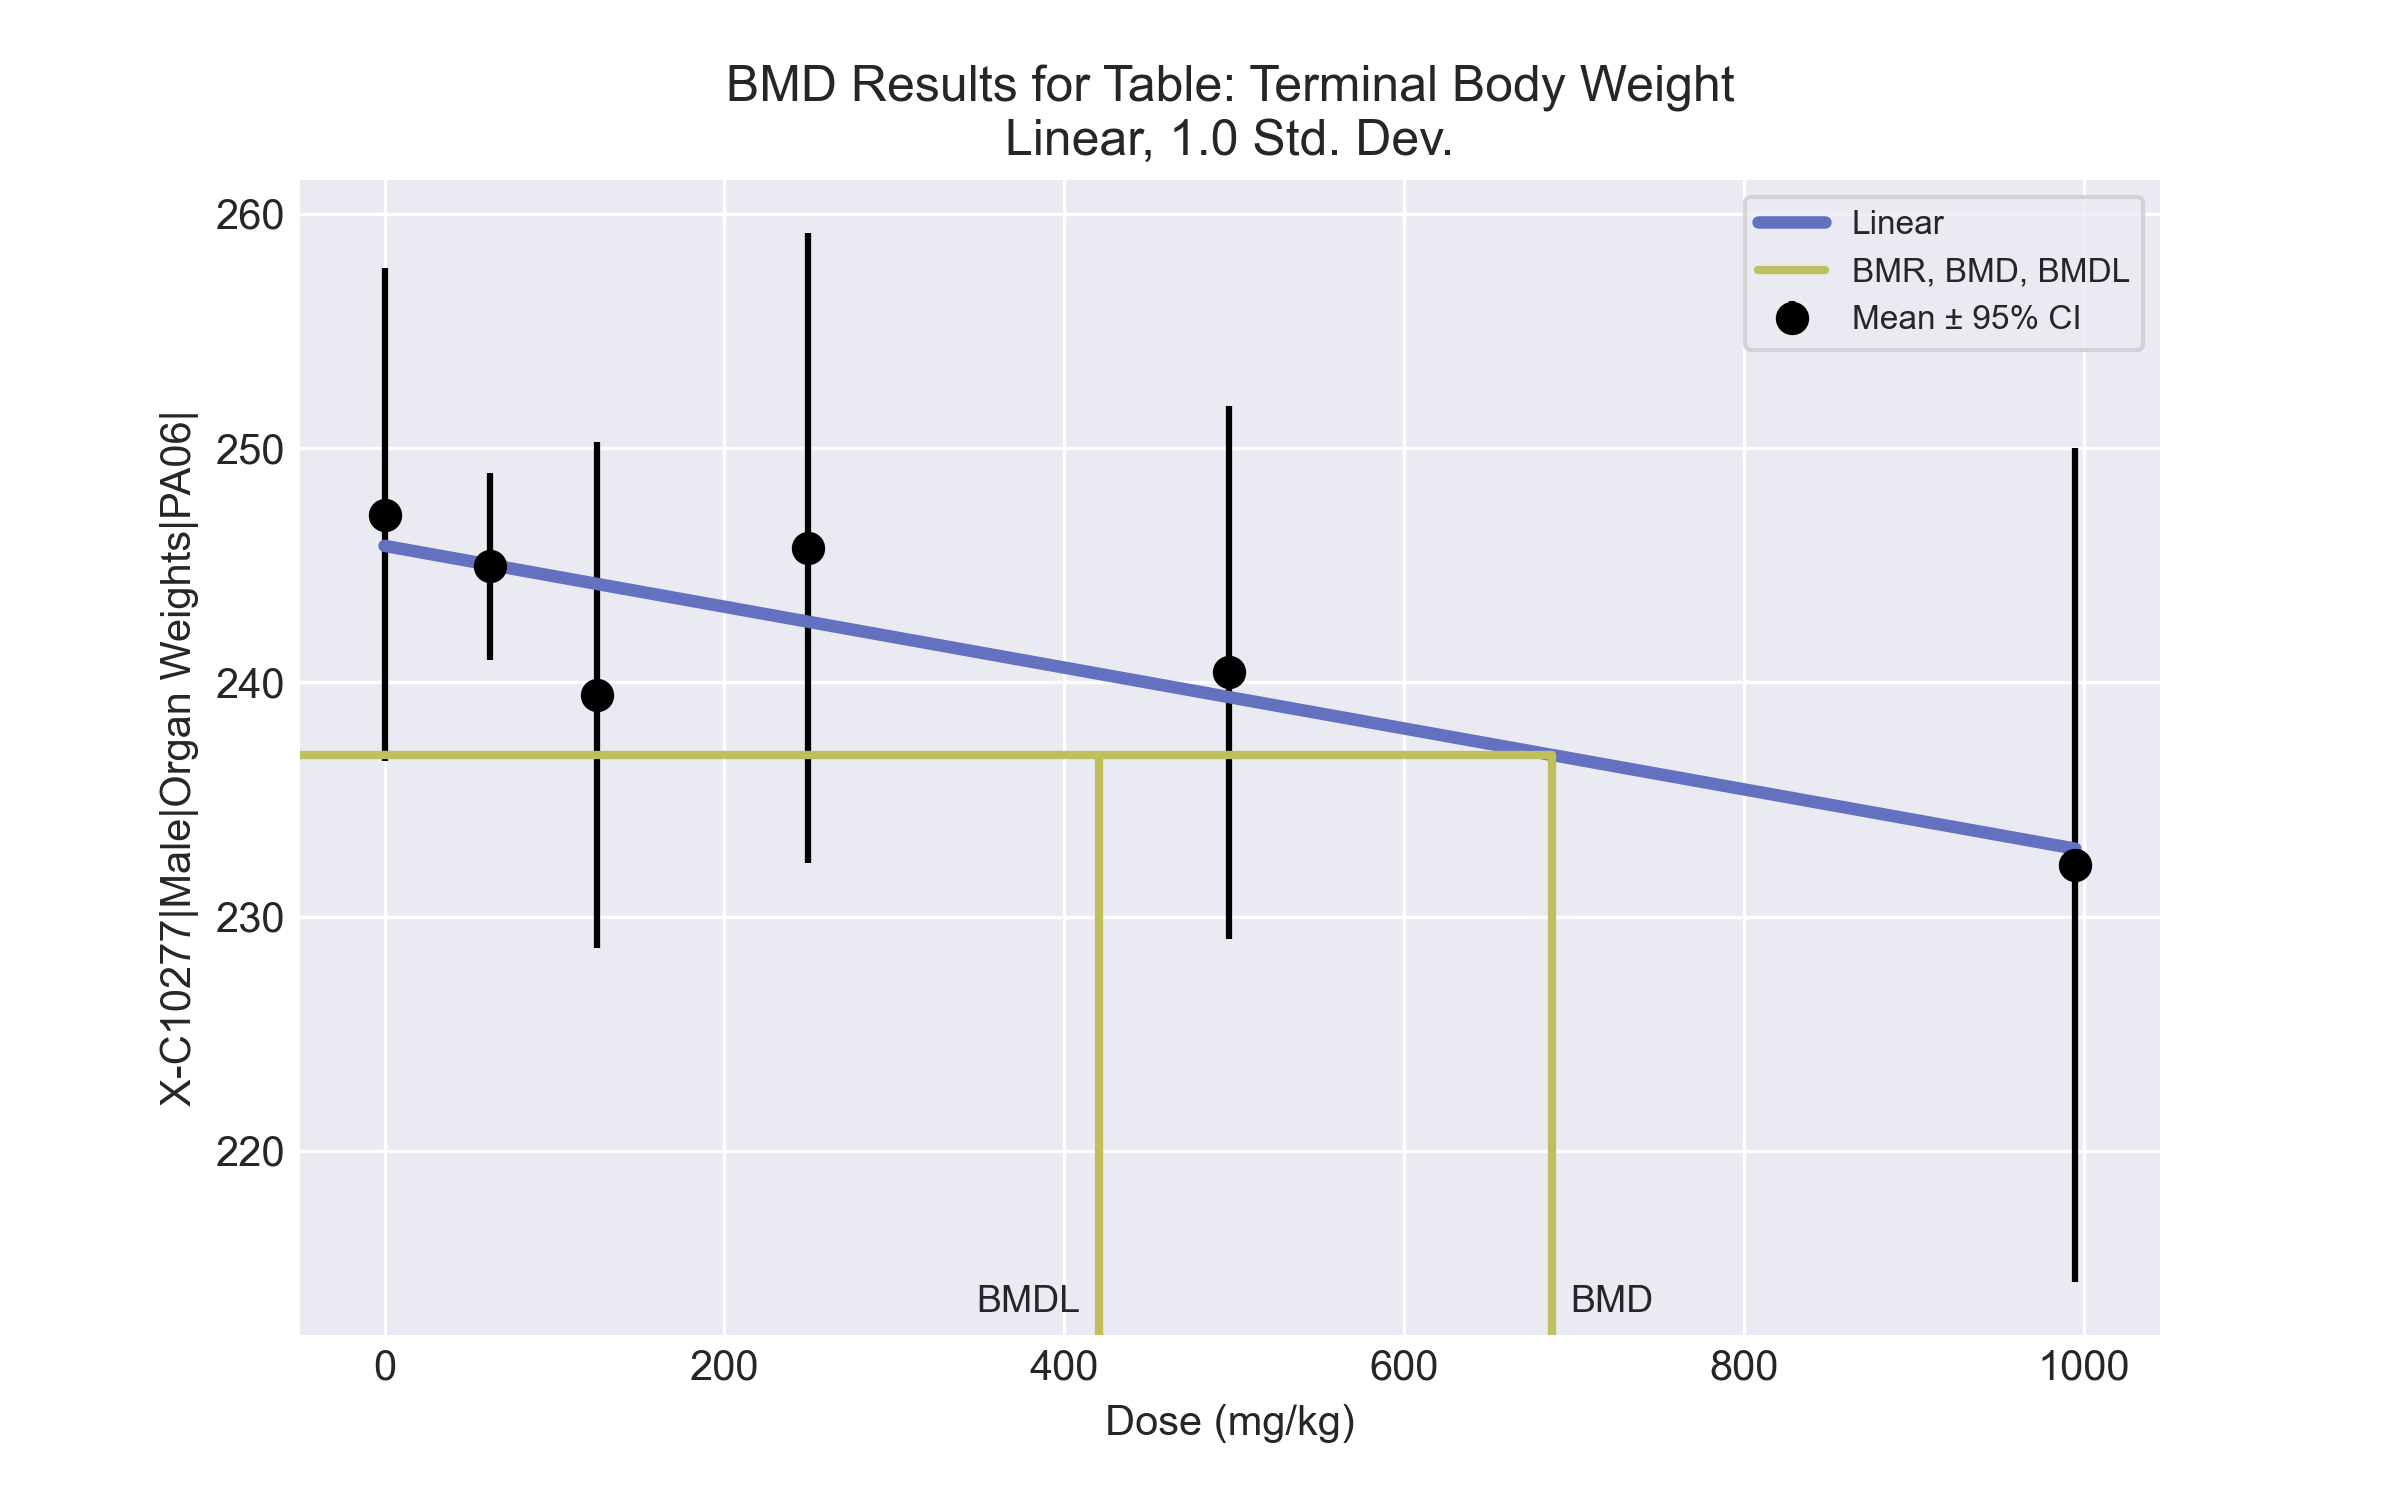 BMD Results for Table: Terminal Body Weight
Linear, 1.0 Std. Dev.
Linear
BMR, BMD, BMDL
Mean ± 95% CI
X-C10277|Male|Organ Weights|PA06|
260
250
240
230
220
BMDL
BMD
0
200
400
600
800
1000
Dose (mg/kg)